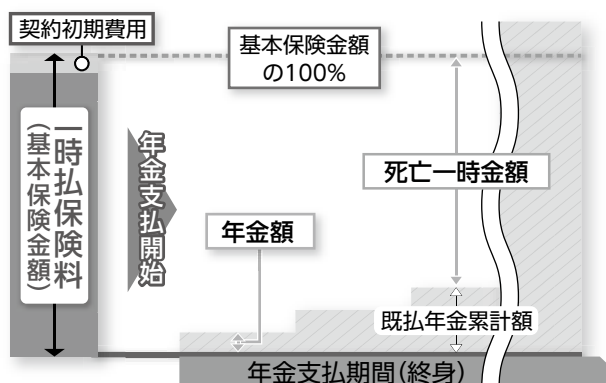 契約初期費用
基本保険金額
の100%
一時払保険料
(基本保険金額)
年金支払開始
死亡一時金額
年金額
既払年金累計額
年金支払期間(終身)